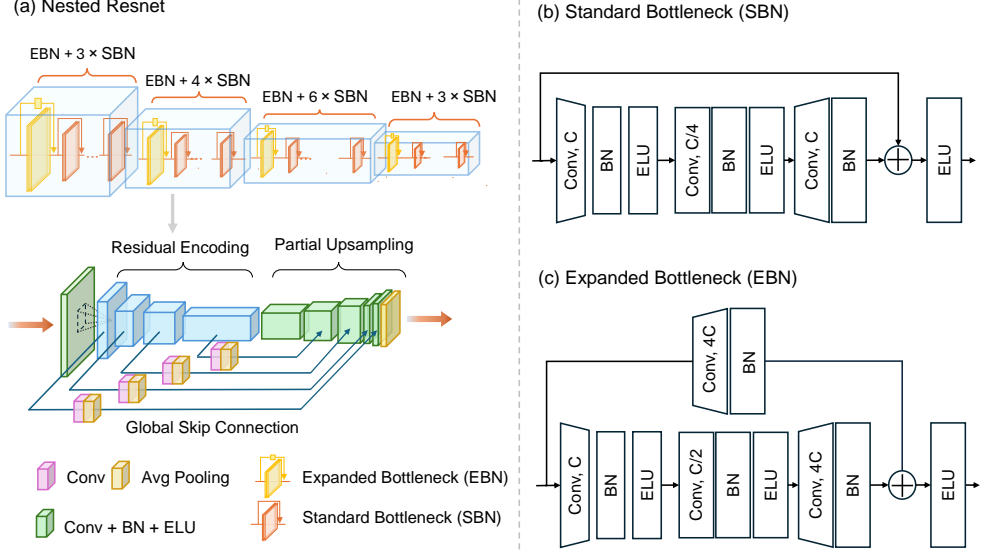 (a) Nested Resnet
EBN + 3 × SBN
EBN + 4 × SBN
EBN + 6 × SBN
EBN + 3 × SBN
Residual Encoding
Partial Upsampling
Global Skip Connection
Conv
Avg Pooling
Expanded Bottleneck (EBN)
Conv + BN + ELU
Standard Bottleneck (SBN)
(b) Standard Bottleneck (SBN)
Conv, C
BN
ELU
Conv, C/4
BN
ELU
Conv, C
BN
ELU
(c) Expanded Bottleneck (EBN)
Conv, 4C
BN
Conv, C
BN
ELU
Conv, C/2
BN
ELU
Conv, 4C
BN
ELU